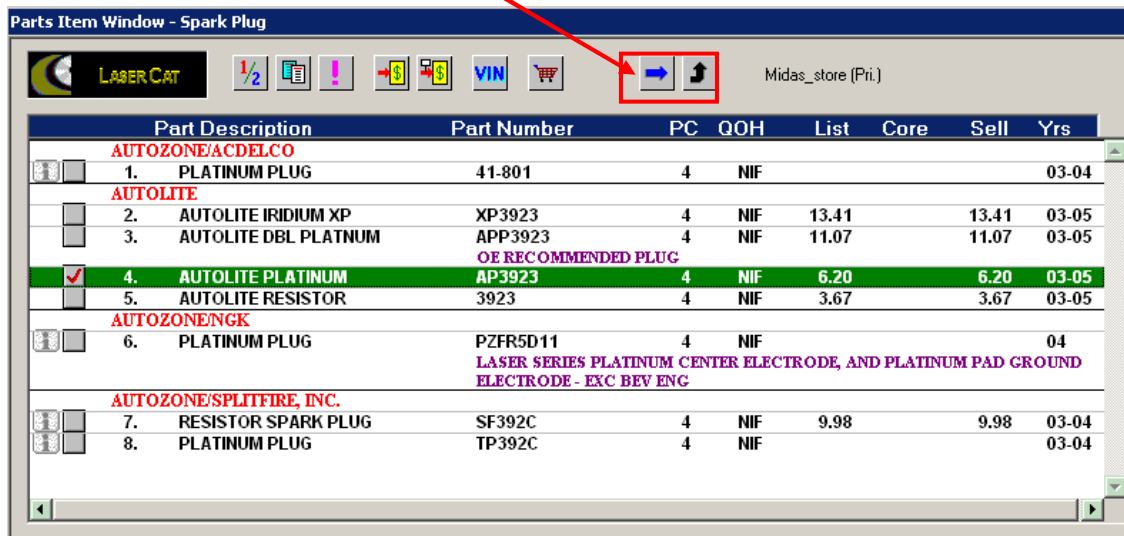 Parts Item Window - Spark Plug
LASERCAT 1/2 ! $ $ VIN Midas_store (Pri.)
Part Description Part Number PC QOH List Core Sell Yrs
AUTOZONE/ACDELCO
1. PLATINUM PLUG 41-801 4 NIF 03-04
AUTOLITE
2. AUTOLITE IRIDIUM XP XP3923 4 NIF 13.41 13.41 03-05
3. AUTOLITE DBL PLATNUM APP3923 4 NIF 11.07 11.07 03-05
OE RECOMMENDED PLUG
4. AUTOLITE PLATINUM AP3923 4 NIF 6.20 6.20 03-05
5. AUTOLITE RESISTOR 3923 4 NIF 3.67 3.67 03-05
AUTOZONE/NGK
6. PLATINUM PLUG PZFR5D11 4 NIF 04
LASER SERIES PLATINUM CENTER ELECTRODE, AND PLATINUM PAD GROUND
ELECTRODE - EXC BEV ENG
AUTOZONE/SPLITFIRE, INC.
7. RESISTOR SPARK PLUG SF392C 4 NIF 9.98 9.98 03-04
8. PLATINUM PLUG TP392C 4 NIF 03-04